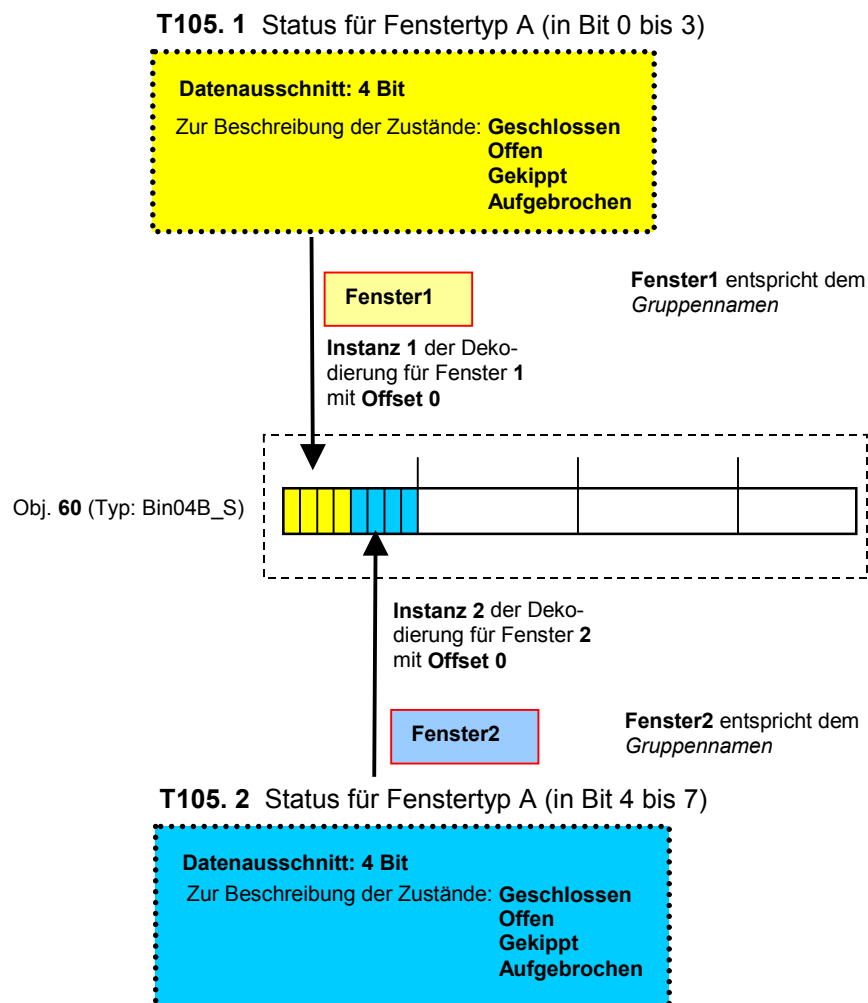 T105. 1 Status für Fenstertyp A (in Bit 0 bis 3)
Datenausschnitt: 4 Bit
Zur Beschreibung der Zustände: Geschlossen
Offen
Gekippt
Aufgebrochen
Fenster1
Fenster1 entspricht dem
Gruppennamen
Instanz 1 der Deko-
dierung für Fenster 1
mit Offset 0
Obj. 60 (Typ: Bin04B_S)
Instanz 2 der Deko-
dierung für Fenster 2
mit Offset 0
Fenster2
Fenster2 entspricht dem
Gruppennamen
T105. 2 Status für Fenstertyp A (in Bit 4 bis 7)
Datenausschnitt: 4 Bit
Zur Beschreibung der Zustände: Geschlossen
Offen
Gekippt
Aufgebrochen